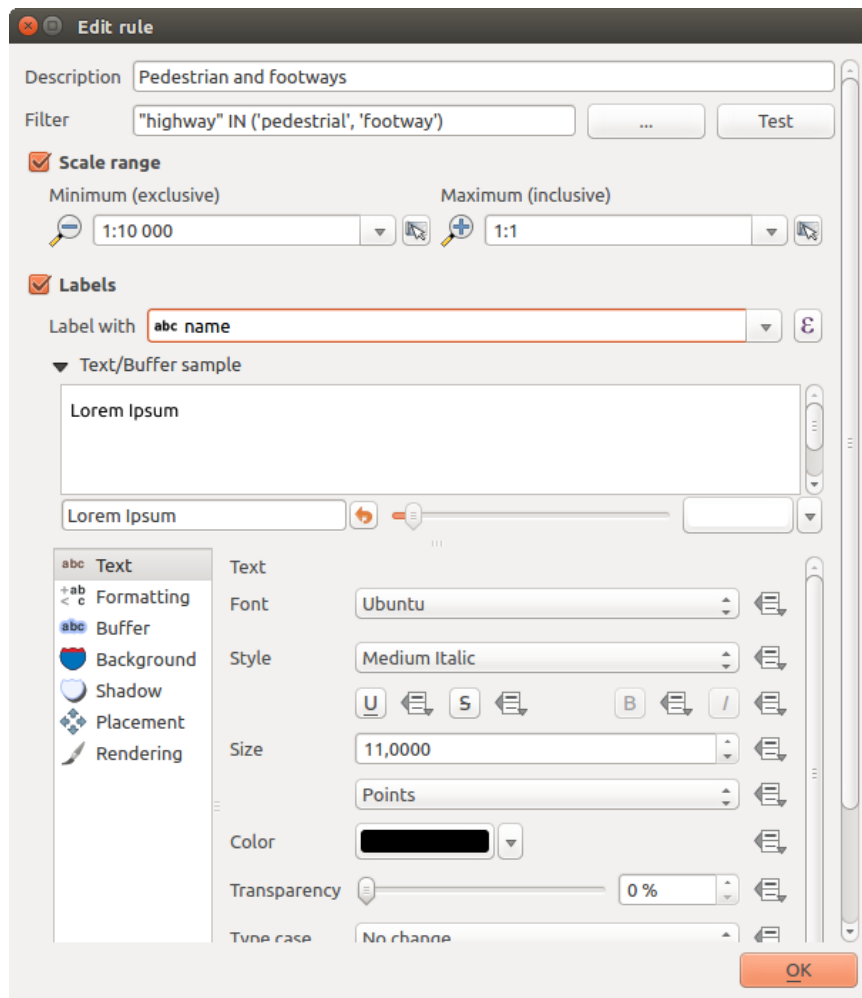 Edit rule
Description Pedestrian and footways
Filter "highway" IN ('pedestrial', 'footway') ... Test
Scale range
Minimum (exclusive) Maximum (inclusive)
1:10 000 1:1
Labels
Label with abc name ε
Text/Buffer sample
Lorem Ipsum
Lorem Ipsum
abc Text
+ab < c Formatting
abc Buffer
Background
Shadow
Placement
Rendering
Text
Font Ubuntu
Style Medium Italic
U S B I
Size 11,0000
Points
Color
Transparency 0 %
Type case No change
OK